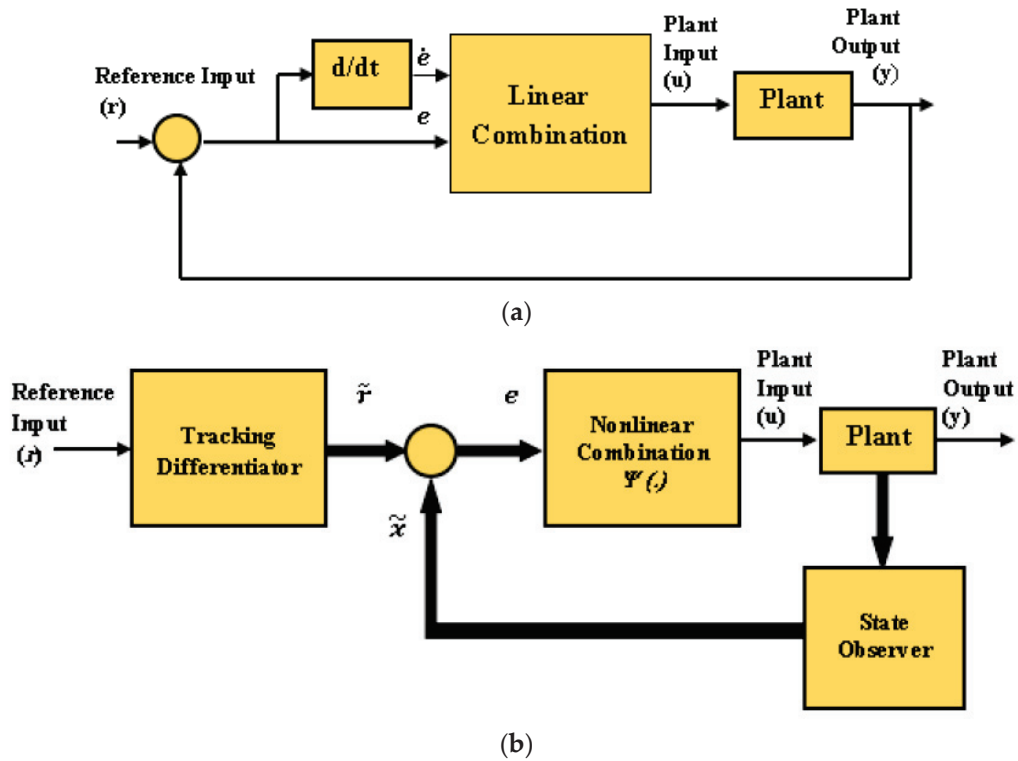 Reference Input
(r)
d/dt
ė
e
Linear
Combination
Plant
Input
(u)
Plant
Plant
Output
(y)
(a)
Reference
Input
(r)
Tracking
Differentiator
r̃
e
x̃
Nonlinear
Combination
Ψ(.)
Plant
Input
(u)
Plant
Plant
Output
(y)
State
Observer
(b)